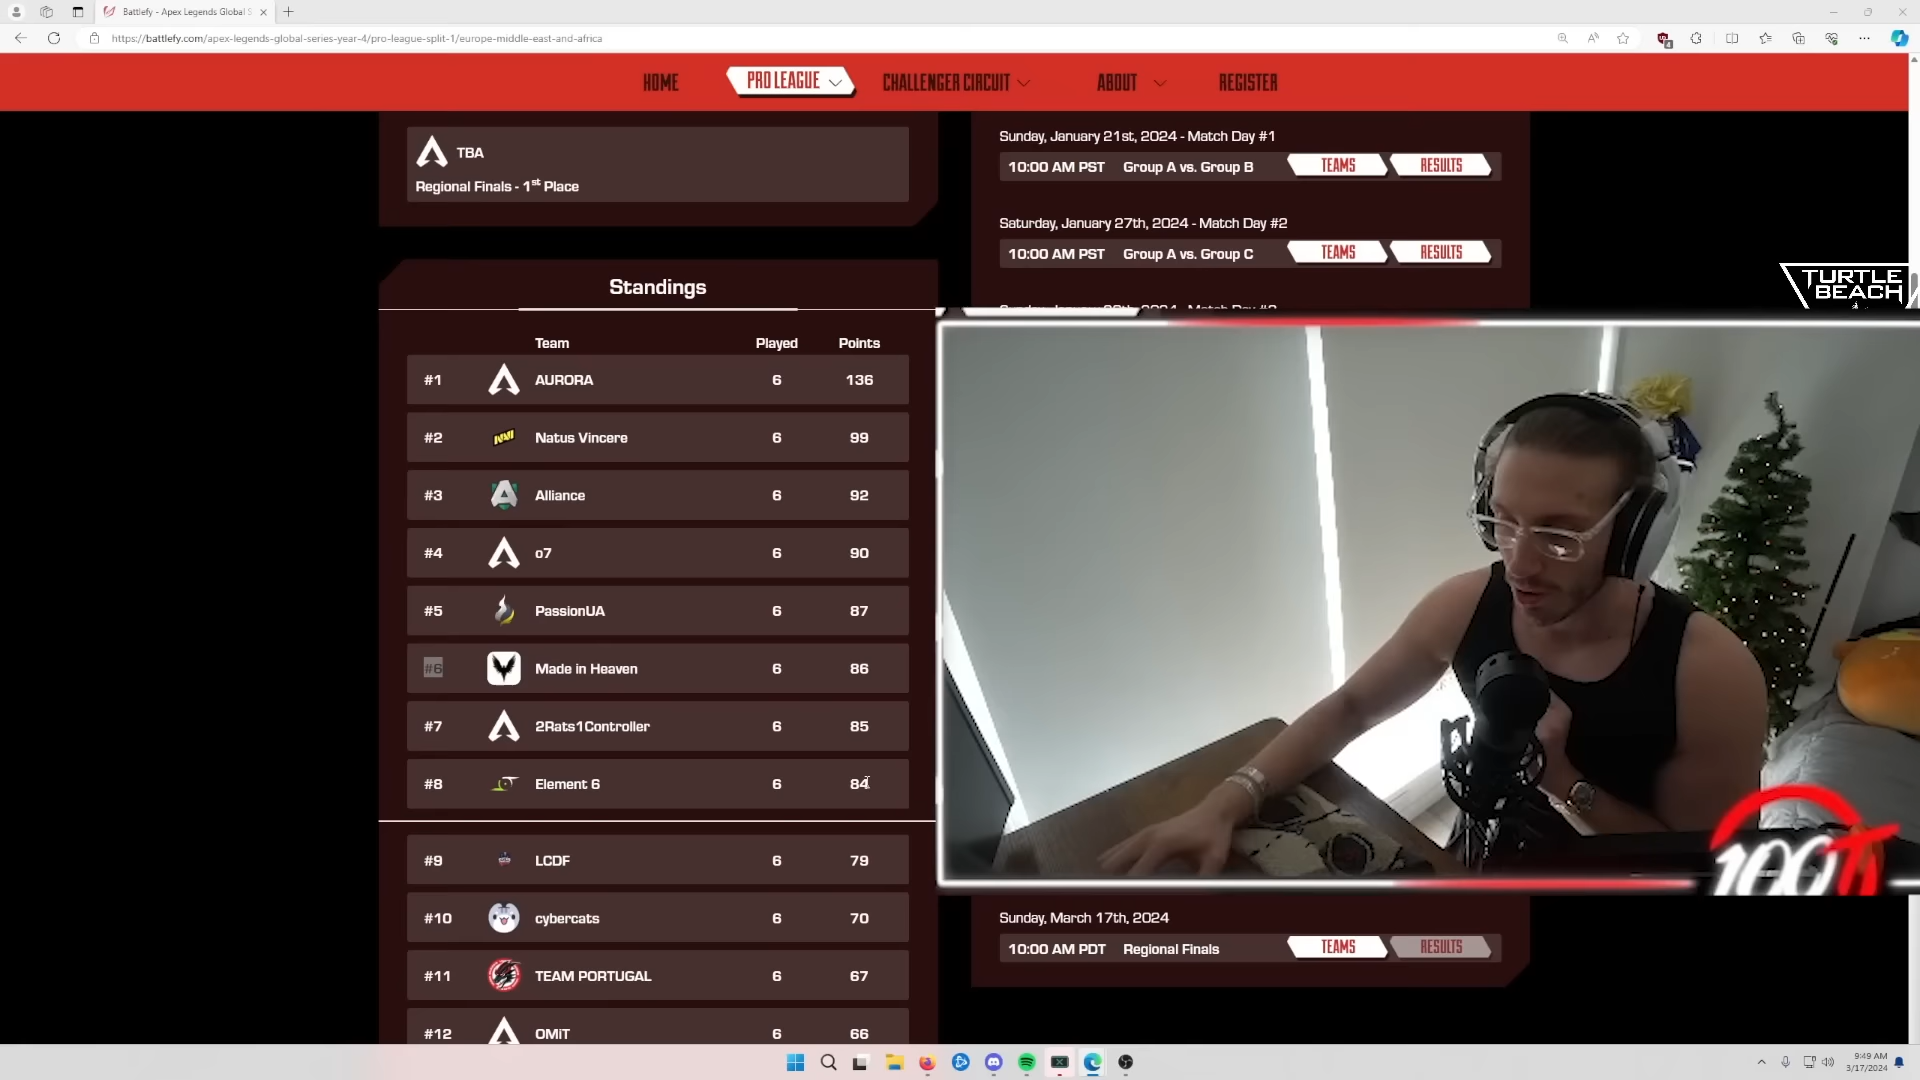 Battlefy - Apex Legends Global S
https://battlefy.com/apex-legends-global-series-year-4/pro-league-split-1/europe-middle-east-and-africa
HOME
PRO LEAGUE
CHALLENGER CIRCUIT
ABOUT
REGISTER
TBA
Regional Finals - 1st Place
Standings
Team Played Points
#1 AURORA 6 136
#2 Natus Vincere 6 99
#3 Alliance 6 92
#4 o7 6 90
#5 PassionUA 6 87
#6 Made in Heaven 6 86
#7 2Rats1Controller 6 85
#8 Element 6 6 84
#9 LCDF 6 79
#10 cybercats 6 70
#11 TEAM PORTUGAL 6 67
#12 OMiT 6 66
Sunday, January 21st, 2024 - Match Day #1
10:00 AM PST Group A vs. Group B TEAMS RESULTS
Saturday, January 27th, 2024 - Match Day #2
10:00 AM PST Group A vs. Group C TEAMS RESULTS
TURTLE
BEACH
100T
Sunday, March 17th, 2024
10:00 AM PDT Regional Finals TEAMS RESULTS
9:49 AM
3/17/2024